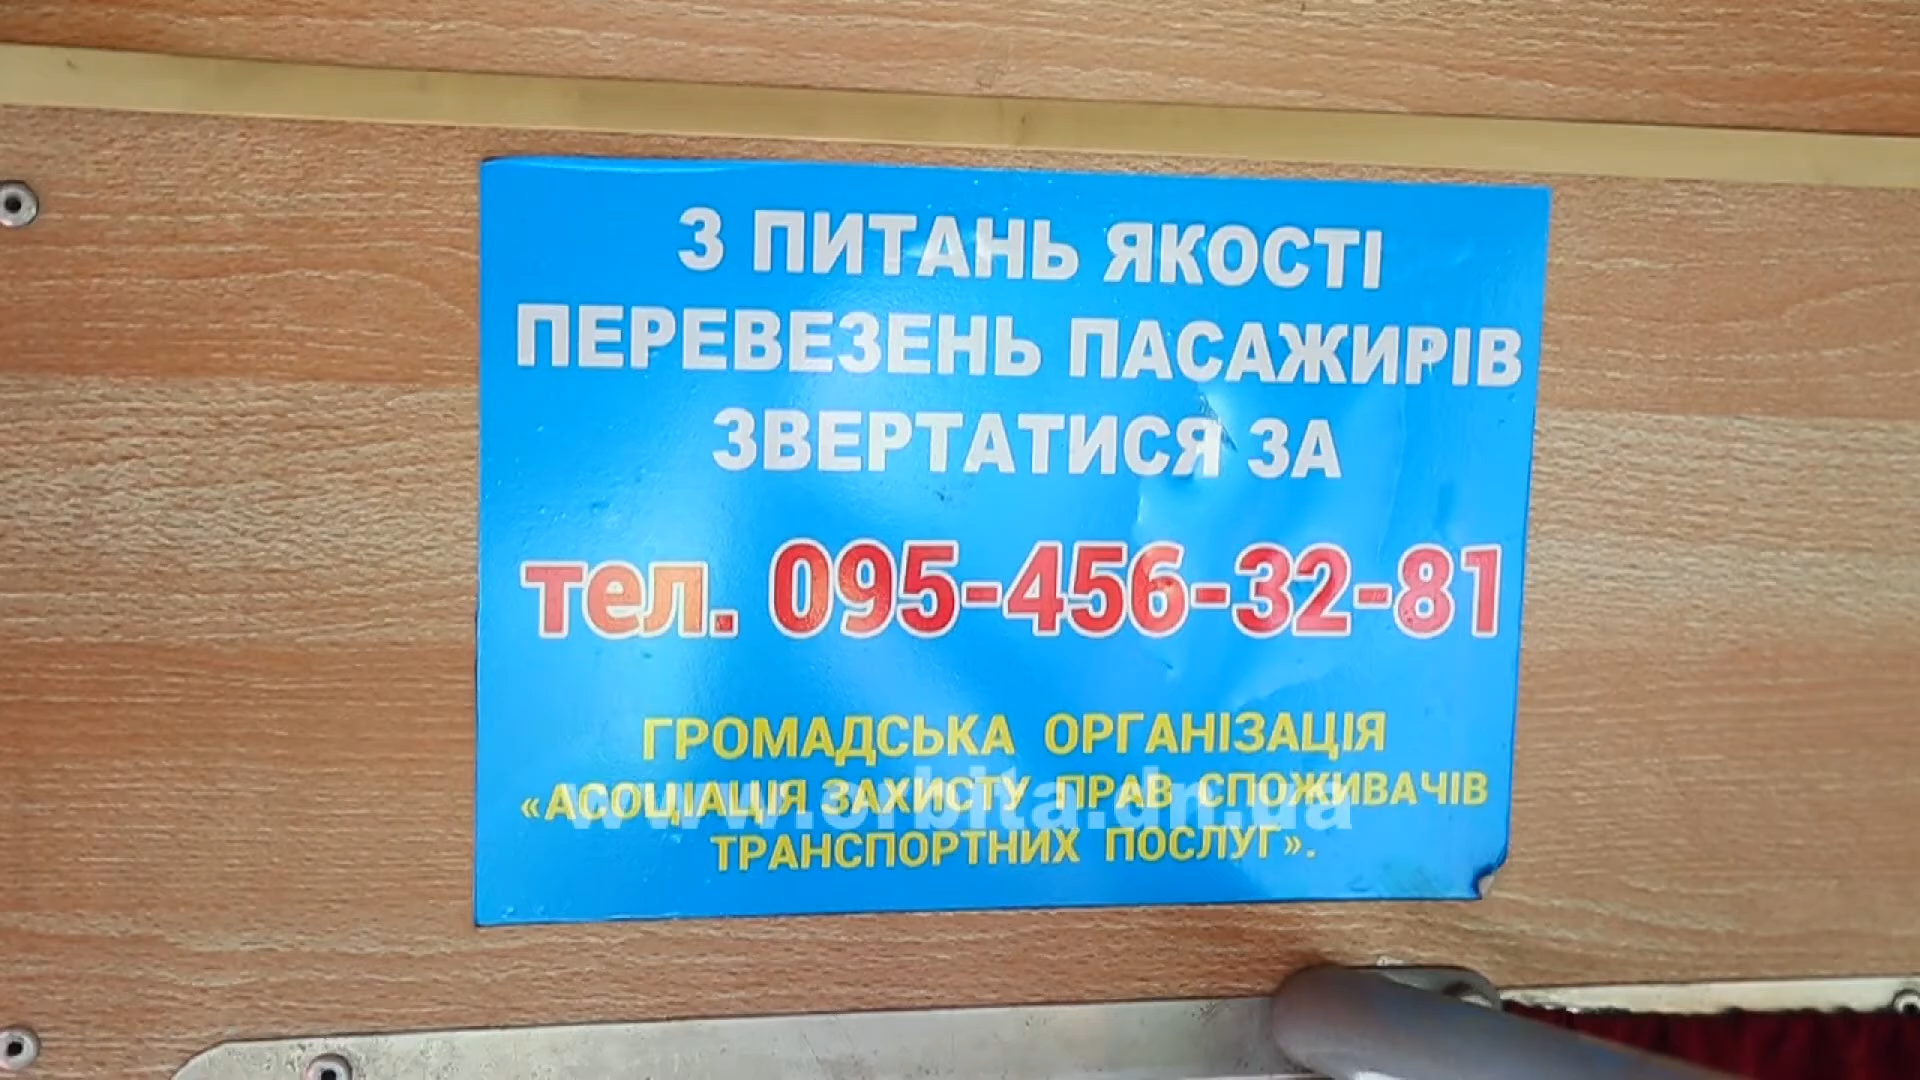 З ПИТАНЬ ЯКОСТІ
ПЕРЕВЕЗЕНЬ ПАСАЖИРІВ
ЗВЕРТАТИСЯ ЗА
тел. 095-456-32-81
ГРОМАДСЬКА ОРГАНІЗАЦІЯ
«АСОЦІАЦІЯ ЗАХИСТУ ПРАВ СПОЖИВАЧІВ
www.orbita.dn.ua
ТРАНСПОРТНИХ ПОСЛУГ».